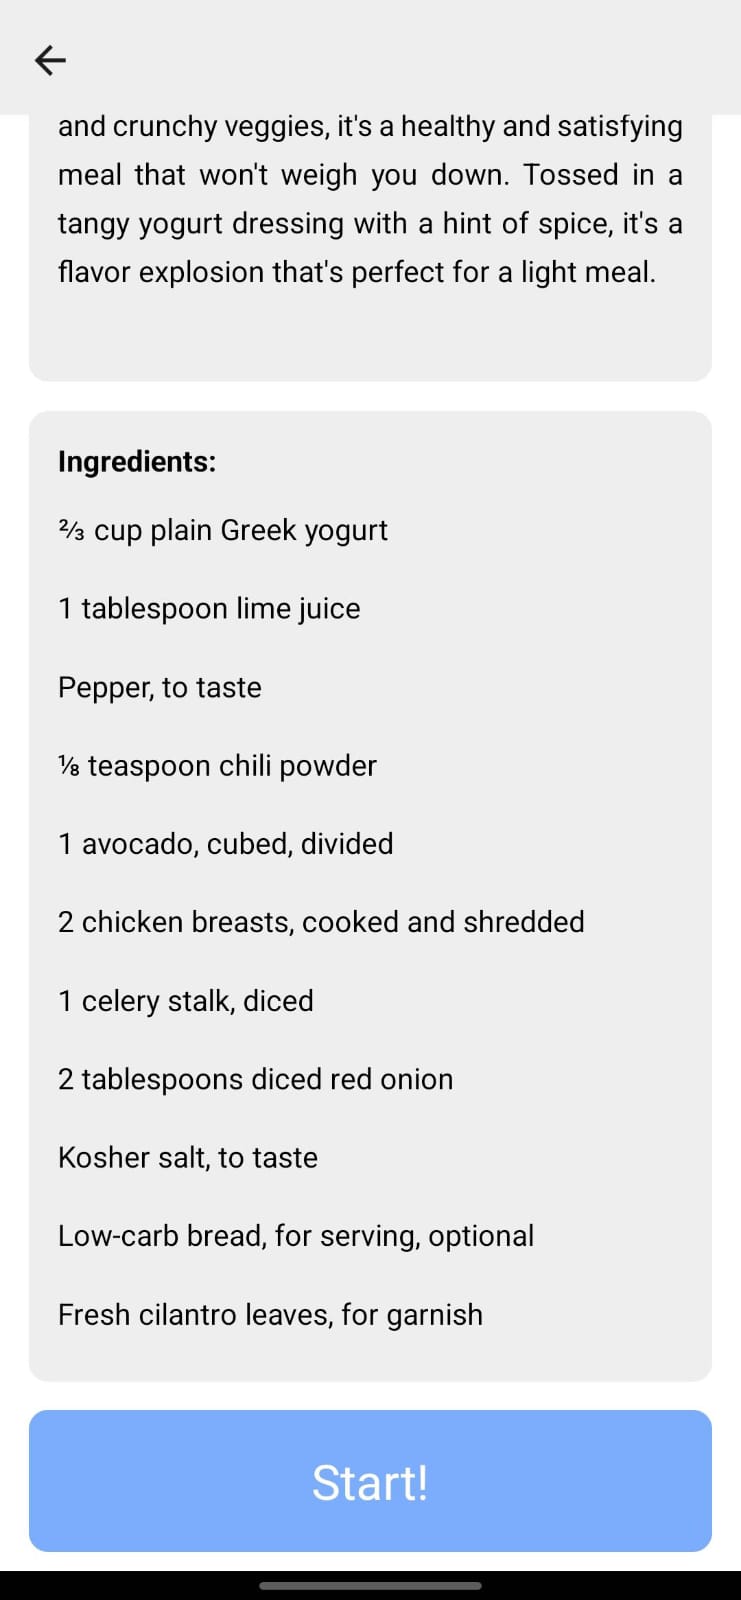 and crunchy veggies, it's a healthy and satisfying
meal that won't weigh you down. Tossed in a
tangy yogurt dressing with a hint of spice, it's a
flavor explosion that's perfect for a light meal.
Ingredients:
⅔ cup plain Greek yogurt
1 tablespoon lime juice
Pepper, to taste
⅛ teaspoon chili powder
1 avocado, cubed, divided
2 chicken breasts, cooked and shredded
1 celery stalk, diced
2 tablespoons diced red onion
Kosher salt, to taste
Low-carb bread, for serving, optional
Fresh cilantro leaves, for garnish
Start!